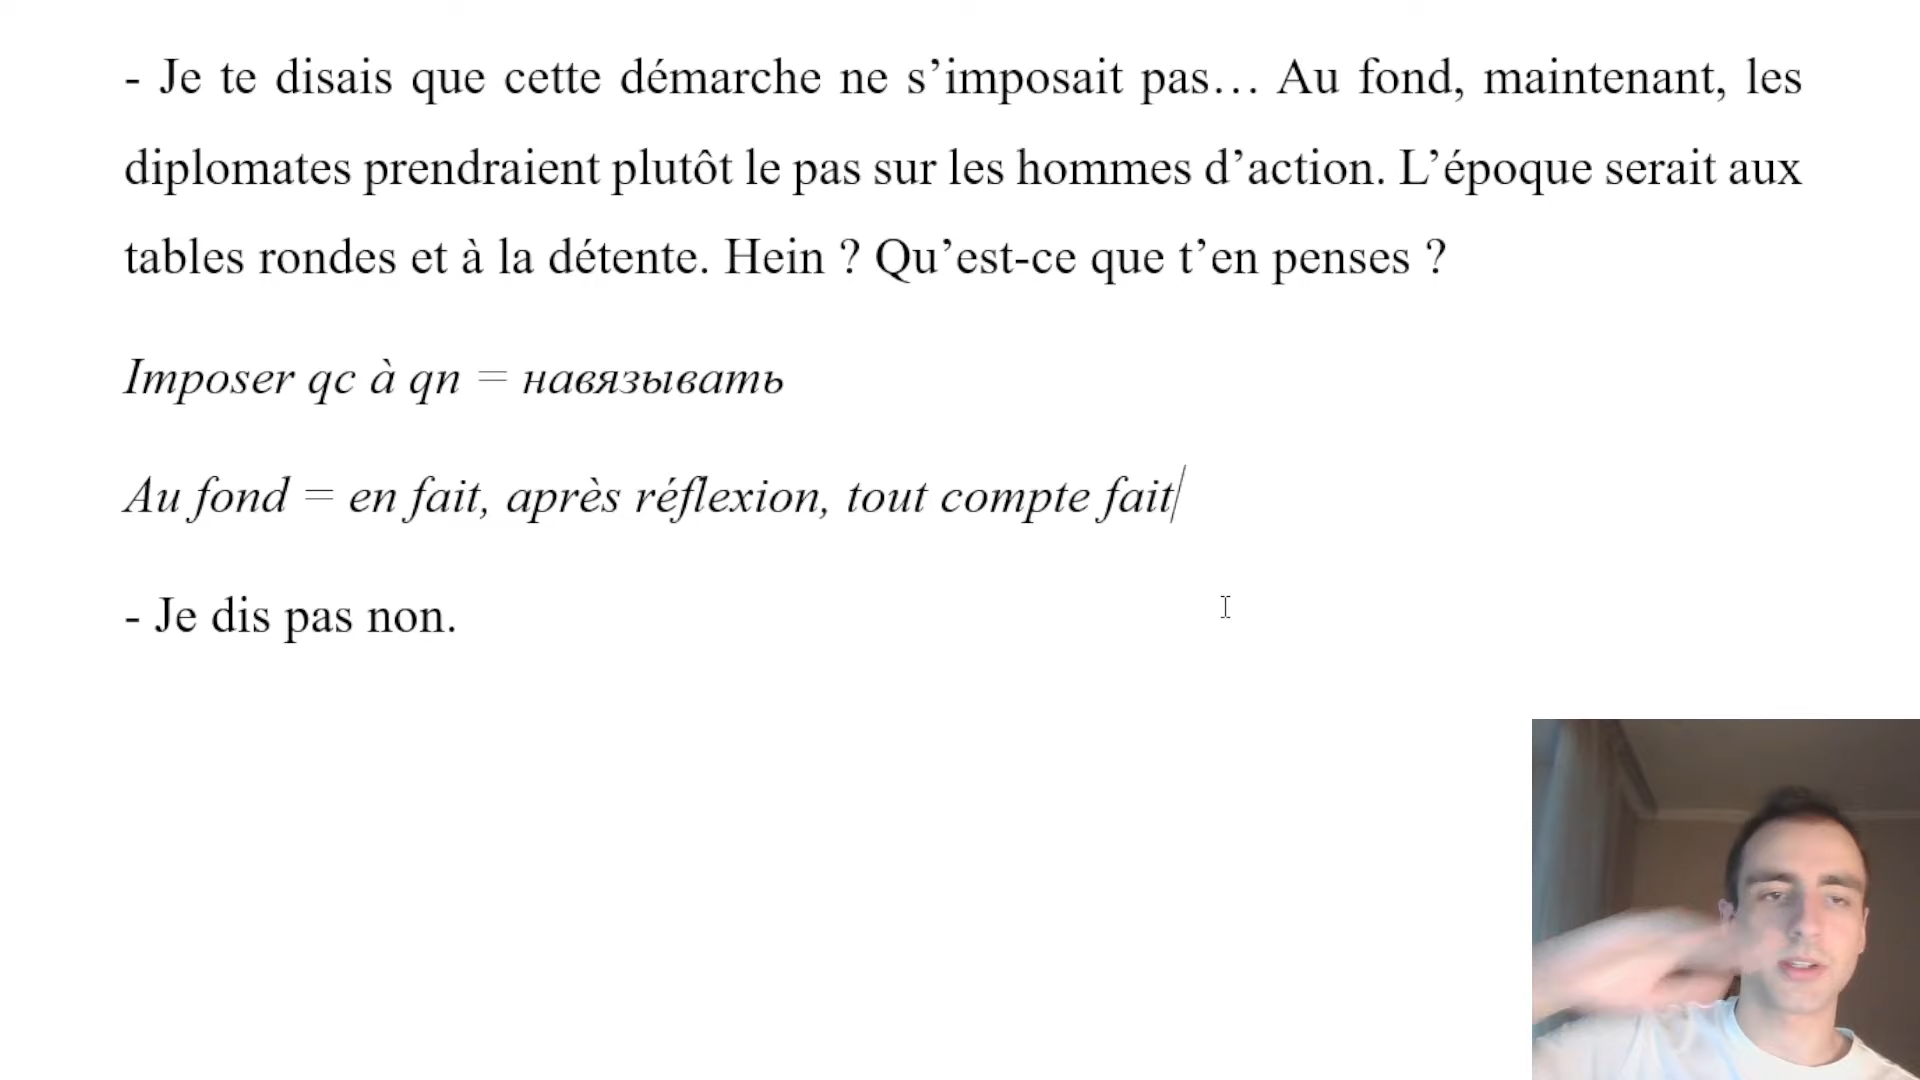 - Je te disais que cette démarche ne s’imposait pas… Au fond, maintenant, les
diplomates prendraient plutôt le pas sur les hommes d’action. L’époque serait aux
tables rondes et à la détente. Hein ? Qu’est-ce que t’en penses ?
Imposer qc à qn = навязывать
Au fond = en fait, après réflexion, tout compte fait
- Je dis pas non.